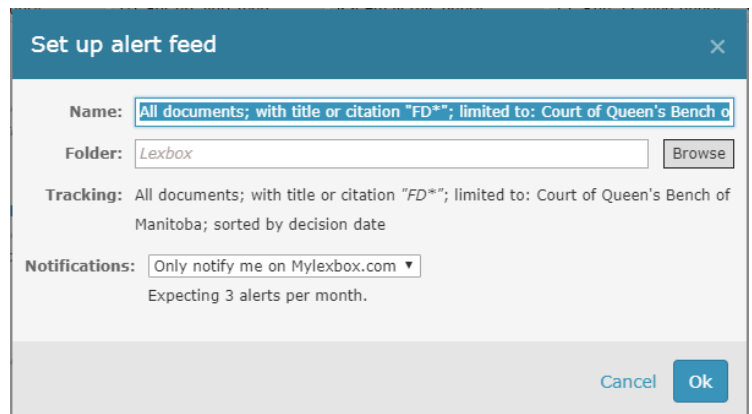 Set up alert feed ×
Name: All documents; with title or citation "FD*"; limited to: Court of Queen's Bench o
Folder: Lexbox Browse
Tracking: All documents; with title or citation "FD*"; limited to: Court of Queen's Bench of
Manitoba; sorted by decision date
Notifications: Only notify me on Mylexbox.com ▼
Expecting 3 alerts per month.
Cancel Ok